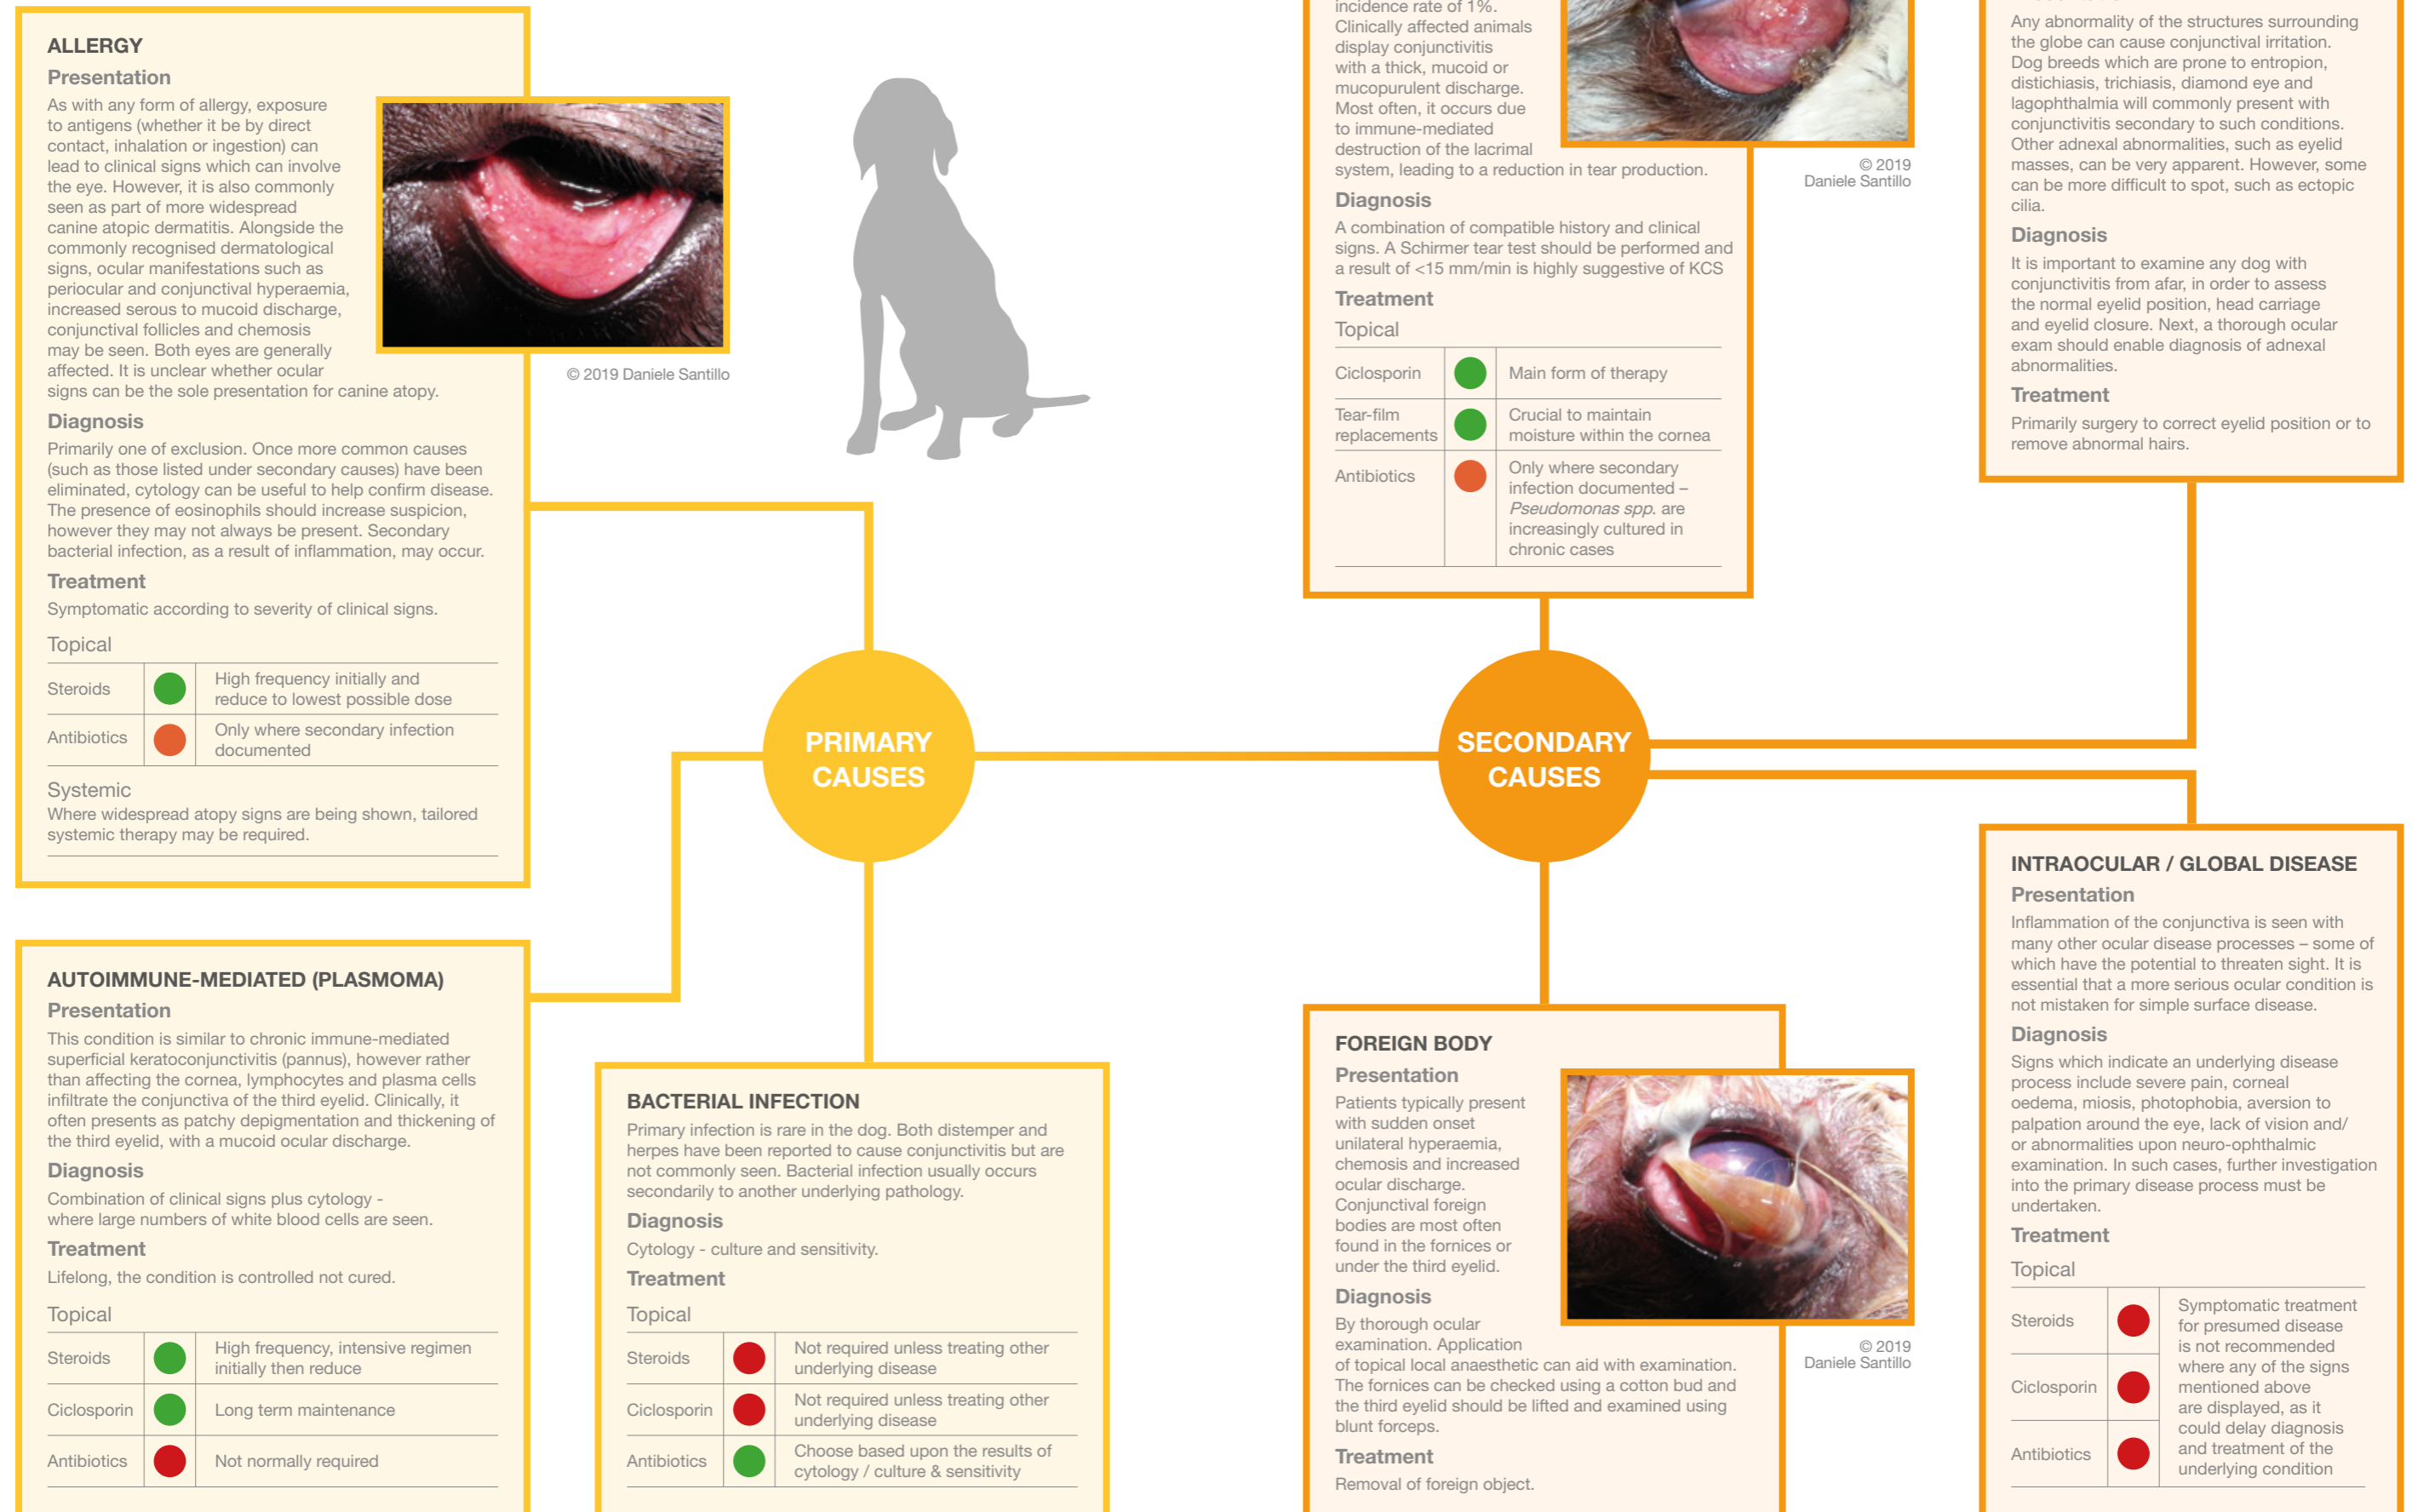 ALLERGY
Presentation
As with any form of allergy, exposure
to antigens (whether it be by direct
contact, inhalation or ingestion) can
lead to clinical signs which can involve
the eye. However, it is also commonly
seen as part of more widespread
canine atopic dermatitis. Alongside the
commonly recognised dermatological
signs, ocular manifestations such as
periocular and conjunctival hyperaemia,
increased serous to mucoid discharge,
conjunctival follicles and chemosis
may be seen. Both eyes are generally
affected. It is unclear whether ocular
signs can be the sole presentation for canine atopy.
© 2019 Daniele Santillo
Diagnosis
Primarily one of exclusion. Once more common causes
(such as those listed under secondary causes) have been
eliminated, cytology can be useful to help confirm disease.
The presence of eosinophils should increase suspicion,
however they may not always be present. Secondary
bacterial infection, as a result of inflammation, may occur.
Treatment
Symptomatic according to severity of clinical signs.
Topical
Steroids
High frequency initially and
reduce to lowest possible dose
Antibiotics
Only where secondary infection
documented
Systemic
Where widespread atopy signs are being shown, tailored
systemic therapy may be required.
AUTOIMMUNE-MEDIATED (PLASMOMA)
Presentation
This condition is similar to chronic immune-mediated
superficial keratoconjunctivitis (pannus), however rather
than affecting the cornea, lymphocytes and plasma cells
infiltrate the conjunctiva of the third eyelid. Clinically, it
often presents as patchy depigmentation and thickening of
the third eyelid, with a mucoid ocular discharge.
Diagnosis
Combination of clinical signs plus cytology -
where large numbers of white blood cells are seen.
Treatment
Lifelong, the condition is controlled not cured.
Topical
Steroids
High frequency, intensive regimen
initially then reduce
Ciclosporin
Long term maintenance
Antibiotics
Not normally required
PRIMARY
CAUSES
BACTERIAL INFECTION
Primary infection is rare in the dog. Both distemper and
herpes have been reported to cause conjunctivitis but are
not commonly seen. Bacterial infection usually occurs
secondarily to another underlying pathology.
Diagnosis
Cytology - culture and sensitivity.
Treatment
Topical
Steroids
Not required unless treating other
underlying disease
Ciclosporin
Not required unless treating other
underlying disease
Antibiotics
Choose based upon the results of
cytology / culture & sensitivity
incidence rate of 1%.
Clinically affected animals
display conjunctivitis
with a thick, mucoid or
mucopurulent discharge.
Most often, it occurs due
to immune-mediated
destruction of the lacrimal
system, leading to a reduction in tear production.
© 2019
Daniele Santillo
Diagnosis
A combination of compatible history and clinical
signs. A Schirmer tear test should be performed and
a result of <15 mm/min is highly suggestive of KCS
Treatment
Topical
Ciclosporin
Main form of therapy
Tear-film
replacements
Crucial to maintain
moisture within the cornea
Antibiotics
Only where secondary
infection documented –
Pseudomonas spp. are
increasingly cultured in
chronic cases
SECONDARY
CAUSES
FOREIGN BODY
Presentation
Patients typically present
with sudden onset
unilateral hyperaemia,
chemosis and increased
ocular discharge.
Conjunctival foreign
bodies are most often
found in the fornices or
under the third eyelid.
Diagnosis
By thorough ocular
examination. Application
of topical local anaesthetic can aid with examination.
The fornices can be checked using a cotton bud and
the third eyelid should be lifted and examined using
blunt forceps.
© 2019
Daniele Santillo
Treatment
Removal of foreign object.
Any abnormality of the structures surrounding
the globe can cause conjunctival irritation.
Dog breeds which are prone to entropion,
distichiasis, trichiasis, diamond eye and
lagophthalmia will commonly present with
conjunctivitis secondary to such conditions.
Other adnexal abnormalities, such as eyelid
masses, can be very apparent. However, some
can be more difficult to spot, such as ectopic
cilia.
Diagnosis
It is important to examine any dog with
conjunctivitis from afar, in order to assess
the normal eyelid position, head carriage
and eyelid closure. Next, a thorough ocular
exam should enable diagnosis of adnexal
abnormalities.
Treatment
Primarily surgery to correct eyelid position or to
remove abnormal hairs.
INTRAOCULAR / GLOBAL DISEASE
Presentation
Inflammation of the conjunctiva is seen with
many other ocular disease processes – some of
which have the potential to threaten sight. It is
essential that a more serious ocular condition is
not mistaken for simple surface disease.
Diagnosis
Signs which indicate an underlying disease
process include severe pain, corneal
oedema, miosis, photophobia, aversion to
palpation around the eye, lack of vision and/
or abnormalities upon neuro-ophthalmic
examination. In such cases, further investigation
into the primary disease process must be
undertaken.
Treatment
Topical
Steroids
Ciclosporin
Antibiotics
Symptomatic treatment
for presumed disease
is not recommended
where any of the signs
mentioned above
are displayed, as it
could delay diagnosis
and treatment of the
underlying condition